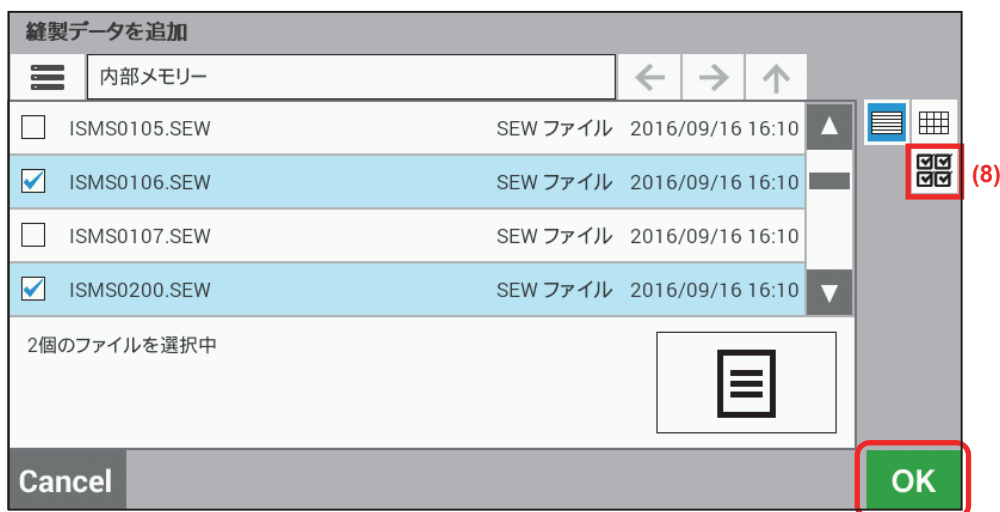 縫製データを追加
内部メモリー
ISMS0105.SEW SEW ファイル 2016/09/16 16:10
ISMS0106.SEW SEW ファイル 2016/09/16 16:10
(8)
ISMS0107.SEW SEW ファイル 2016/09/16 16:10
ISMS0200.SEW SEW ファイル 2016/09/16 16:10
2個のファイルを選択中
Cancel OK